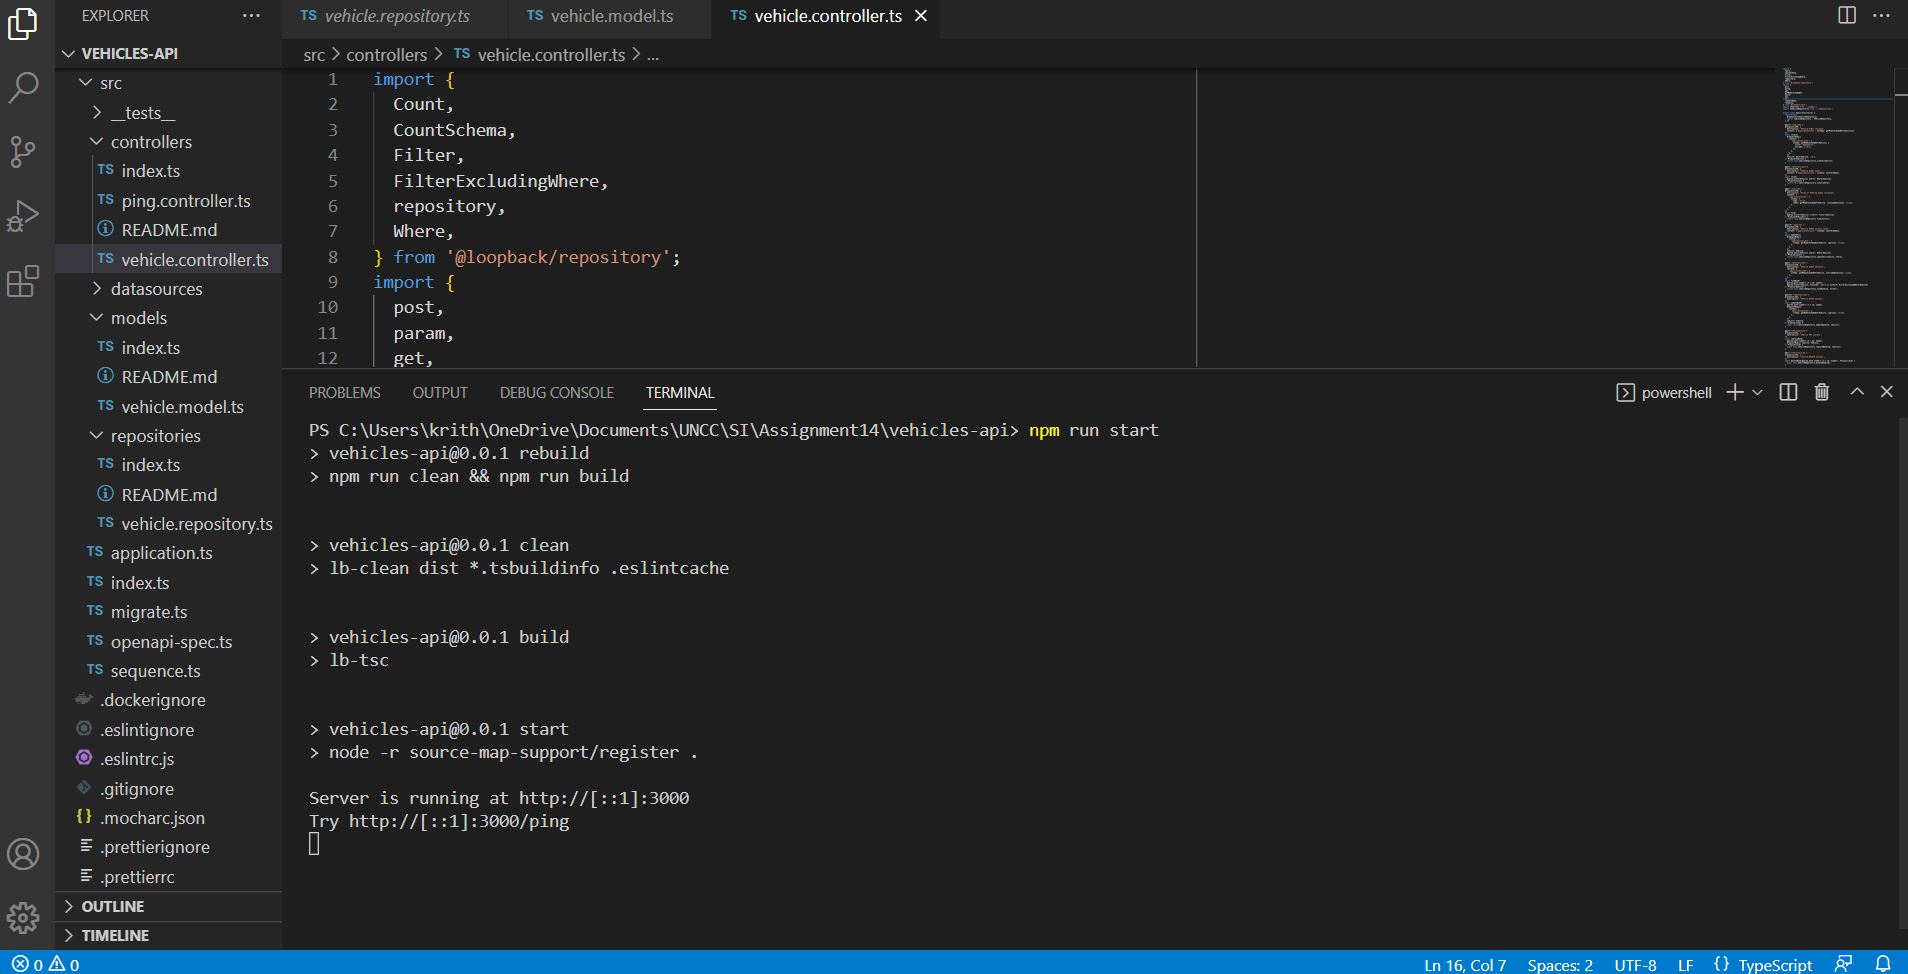 EXPLORER
VEHICLES-API
src
__tests__
controllers
TS index.ts
TS ping.controller.ts
README.md
TS vehicle.controller.ts
datasources
models
TS index.ts
README.md
TS vehicle.model.ts
repositories
TS index.ts
README.md
TS vehicle.repository.ts
TS application.ts
TS index.ts
TS migrate.ts
TS openapi-spec.ts
TS sequence.ts
.dockerignore
.eslintignore
.eslintrc.js
.gitignore
{} .mocharc.json
.prettierignore
.prettierrc
OUTLINE
TIMELINE
TS vehicle.repository.ts TS vehicle.model.ts TS vehicle.controller.ts
src > controllers > TS vehicle.controller.ts > ...
1 import {
2 Count,
3 CountSchema,
4 Filter,
5 FilterExcludingWhere,
6 repository,
7 Where,
8 } from '@loopback/repository';
9 import {
10 post,
11 param,
12 get,
PROBLEMS OUTPUT DEBUG CONSOLE TERMINAL powershell
PS C:\Users\krith\OneDrive\Documents\UNCC\SI\Assignment14\vehicles-api> npm run start
> vehicles-api@0.0.1 rebuild
> npm run clean && npm run build
> vehicles-api@0.0.1 clean
> lb-clean dist *.tsbuildinfo .eslintcache
> vehicles-api@0.0.1 build
> lb-tsc
> vehicles-api@0.0.1 start
> node -r source-map-support/register .
Server is running at http://[::1]:3000
Try http://[::1]:3000/ping
0 0 Ln 16, Col 7 Spaces: 2 UTF-8 LF {} TypeScript